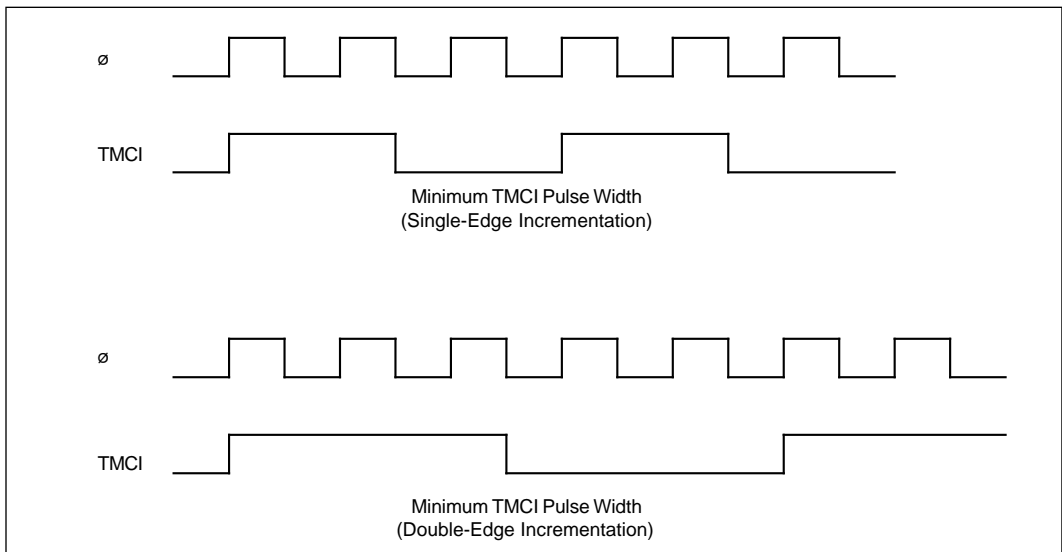 ø
TMCI
Minimum TMCI Pulse Width
(Single-Edge Incrementation)
ø
TMCI
Minimum TMCI Pulse Width
(Double-Edge Incrementation)